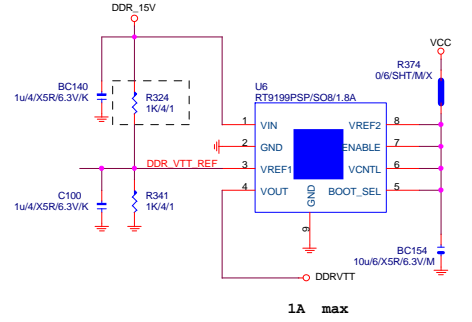 DDR_15V
VCC
BC140
1u/4/X5R/6.3V/K
R324
1K/4/1
U6
RT9199PSP/SO8/1.8A
R374
0/6/SHT/M/X
1 VIN VREF2 8
2 GND ENABLE 7
DDR_VTT_REF 3 VREF1 VCNTL 6
4 VOUT BOOT_SEL 5
GND
9
C100
1u/4/X5R/6.3V/K
R341
1K/4/1
BC154
10u/6/X5R/6.3V/M
DDRVTT
1A max